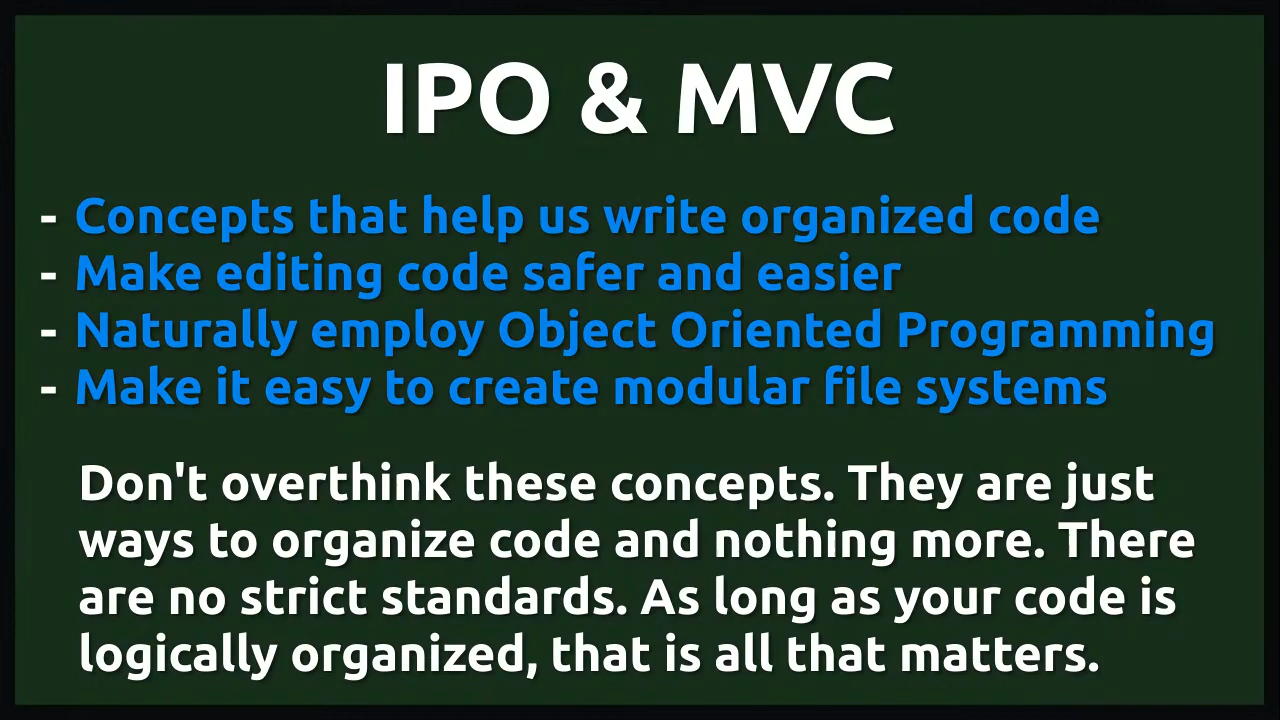 IPO & MVC
- Concepts that help us write organized code
- Make editing code safer and easier
- Naturally employ Object Oriented Programming
- Make it easy to create modular file systems
Don't overthink these concepts. They are just
ways to organize code and nothing more. There
are no strict standards. As long as your code is
logically organized, that is all that matters.